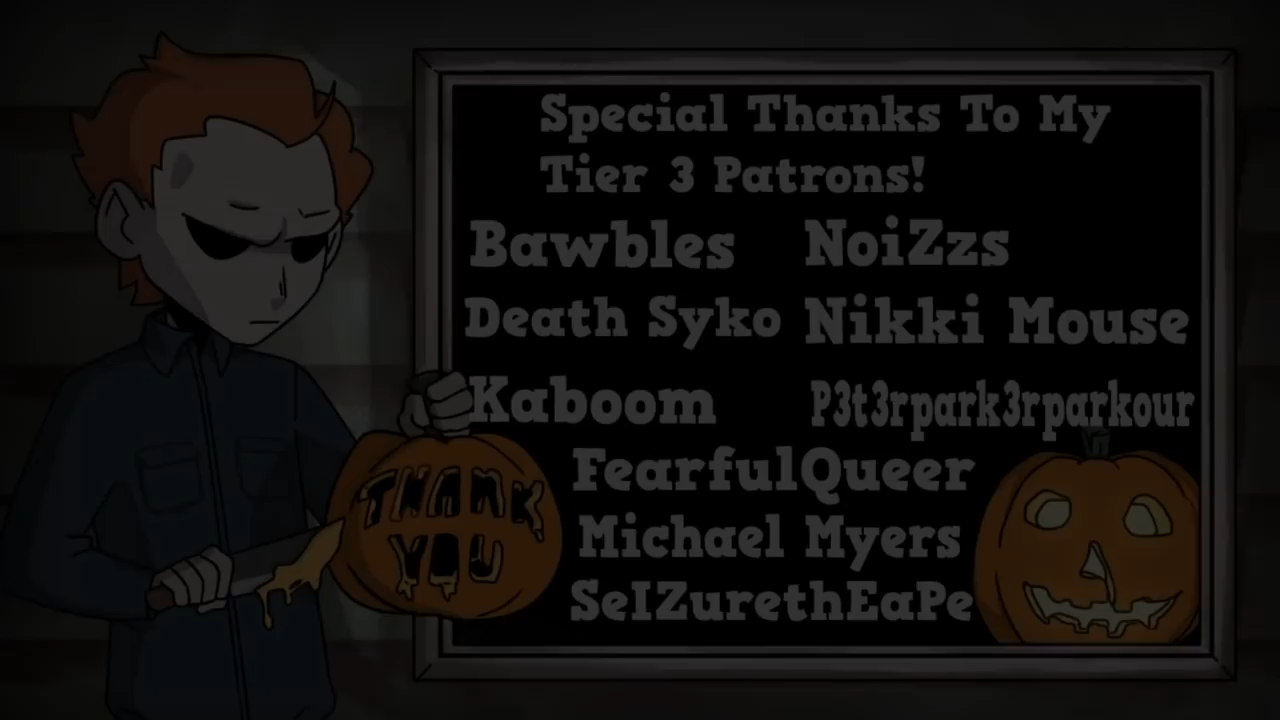 Special Thanks To My
Tier 3 Patrons!
Bawbles NoiZzs
Death Syko Nikki Mouse
Kaboom P3t3rpark3rparkour
FearfulQueer
Michael Myers
SeIZurethEaPe
THANK
YOU